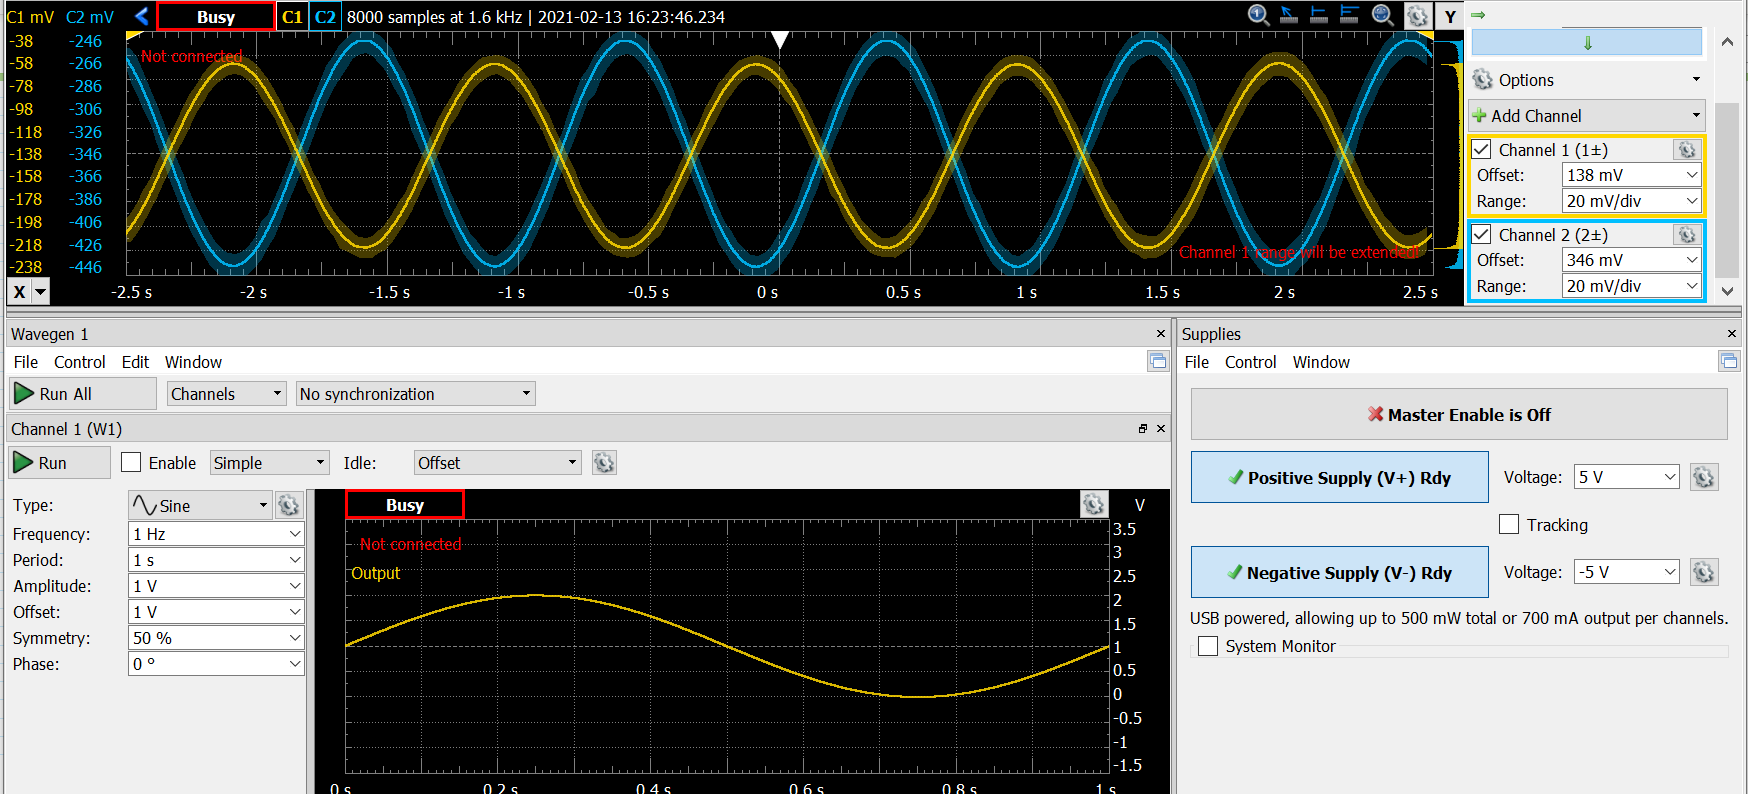 C1 mV C2 mV Busy C1 C2 8000 samples at 1.6 kHz | 2021-02-13 16:23:46.234 Y
-38 -246
-58 -266
-78 -286
-98 -306
-118 -326
-138 -346
-158 -366
-178 -386
-198 -406
-218 -426
-238 -446
Not connected
Channel 1 range will be extended!
X -2.5 s -2 s -1.5 s -1 s -0.5 s 0 s 0.5 s 1 s 1.5 s 2 s 2.5 s
Options
Add Channel
Channel 1 (1±)
Offset: 138 mV
Range: 20 mV/div
Channel 2 (2±)
Offset: 346 mV
Range: 20 mV/div
Wavegen 1
File Control Edit Window
Run All Channels No synchronization
Channel 1 (W1)
Run Enable Simple Idle: Offset
Type: Sine
Frequency: 1 Hz
Period: 1 s
Amplitude: 1 V
Offset: 1 V
Symmetry: 50 %
Phase: 0 °
Busy V
Not connected
Output
3.5
3
2.5
2
1.5
1
0.5
0
-0.5
-1
-1.5
0 s 0.2 s 0.4 s 0.6 s 0.8 s 1 s
Supplies
File Control Window
Master Enable is Off
Positive Supply (V+) Rdy Voltage: 5 V
Tracking
Negative Supply (V-) Rdy Voltage: -5 V
USB powered, allowing up to 500 mW total or 700 mA output per channels.
System Monitor